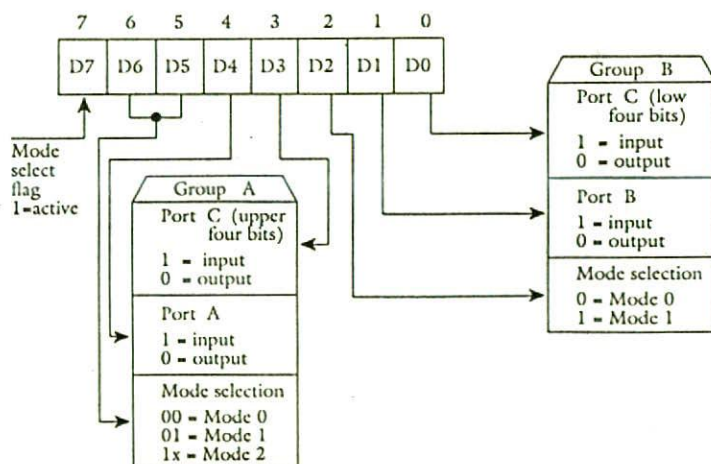 7 6 5 4 3 2 1 0
D7 D6 D5 D4 D3 D2 D1 D0
Mode
select
flag
1=active
Group A
Port C (upper
four bits)
1 = input
0 = output
Port A
1 = input
0 = output
Mode selection
00 = Mode 0
01 = Mode 1
1x = Mode 2
Group B
Port C (low
four bits)
1 = input
0 = output
Port B
1 = input
0 = output
Mode selection
0 = Mode 0
1 = Mode 1